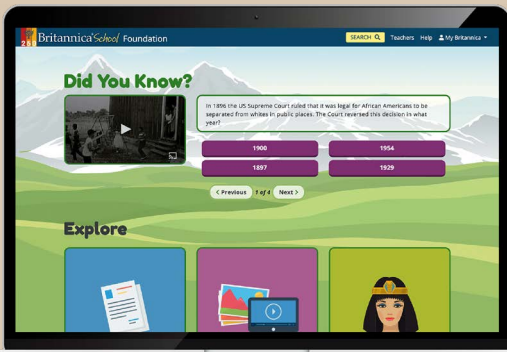 Britannica School Foundation
SEARCH
Teachers
Help
My Britannica
Did You Know?
In 1896 the US Supreme Court ruled that it was legal for African Americans to be
separated from whites in public places. The Court reversed this decision in what
year?
1900
1954
1897
1929
< Previous
1 of 4
Next >
Explore